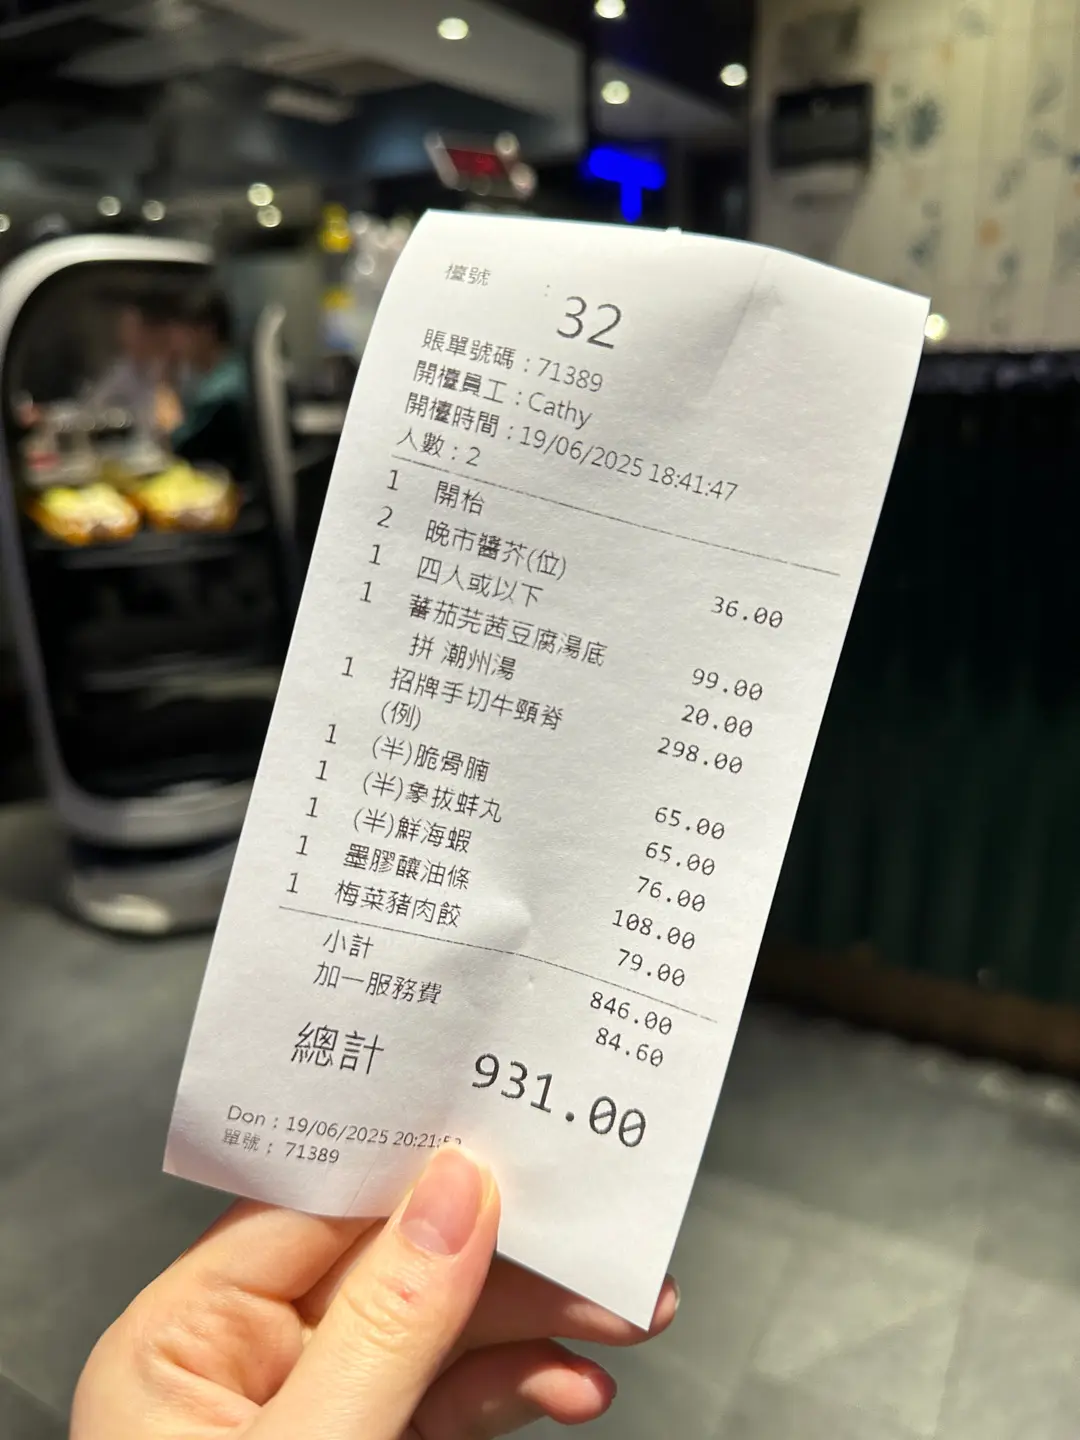 檯號 : 32
賬單號碼 : 71389
開檯員工 : Cathy
開檯時間 : 19/06/2025 18:41:47
人數 : 2
1 開枱
2 晚市醬芥(位) 36.00
1 四人或以下
1 蕃茄芫茜豆腐湯底 99.00
拼 潮州湯 20.00
1 招牌手切牛頸脊 298.00
(例)
1 (半)脆骨腩 65.00
1 (半)象拔蚌丸 65.00
1 (半)鮮海蝦 76.00
1 墨膠釀油條 108.00
1 梅菜豬肉餃 79.00
小計 846.00
加一服務費 84.60
總計 931.00
Don : 19/06/2025
單號 ; 71389